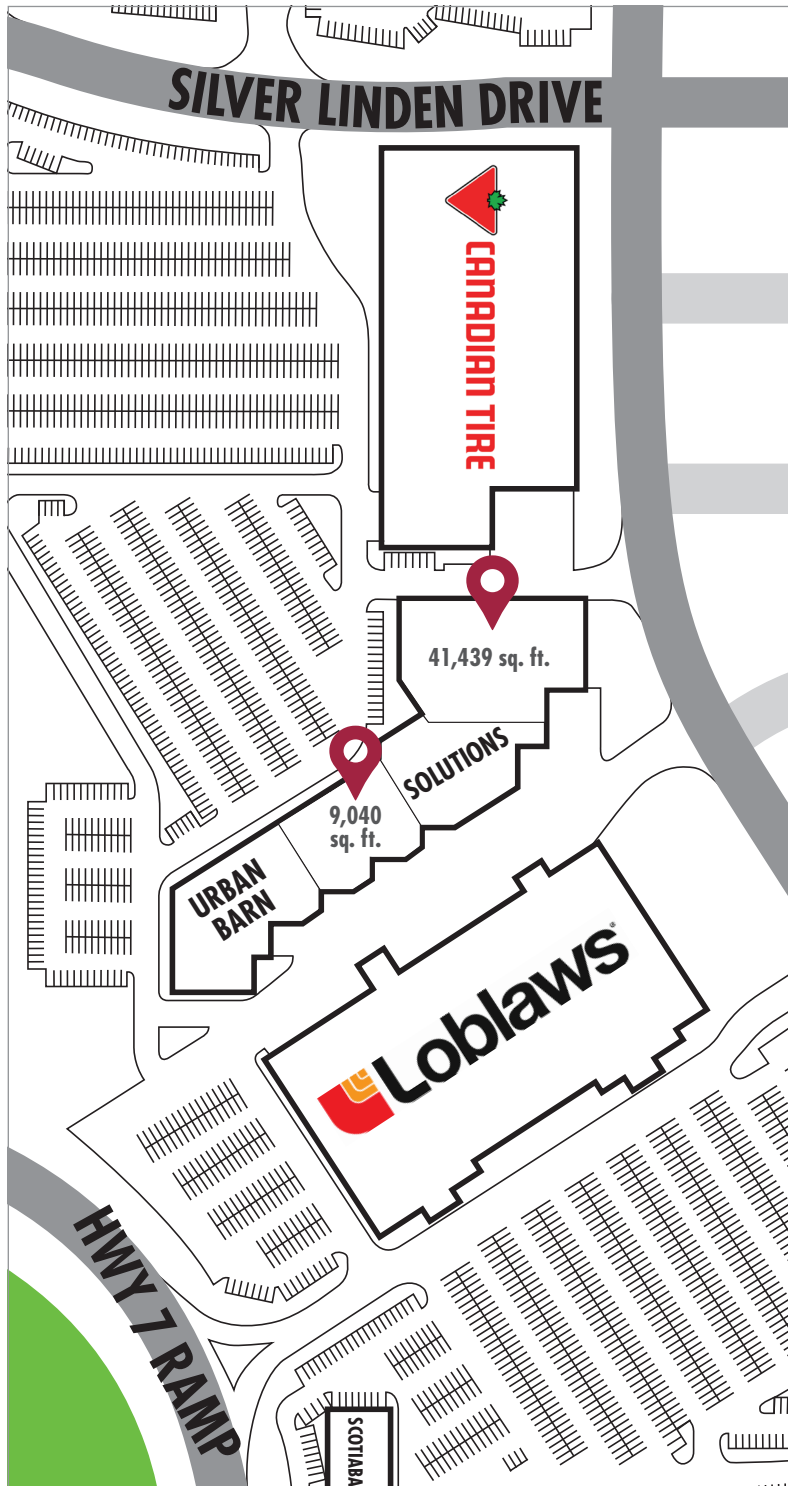 SILVER LINDEN DRIVE
CANADIAN TIRE
41,439 sq. ft.
SOLUTIONS
9,040
sq. ft.
URBAN
BARN
Loblaws
HWY 7 RAMP
SCOTIABA